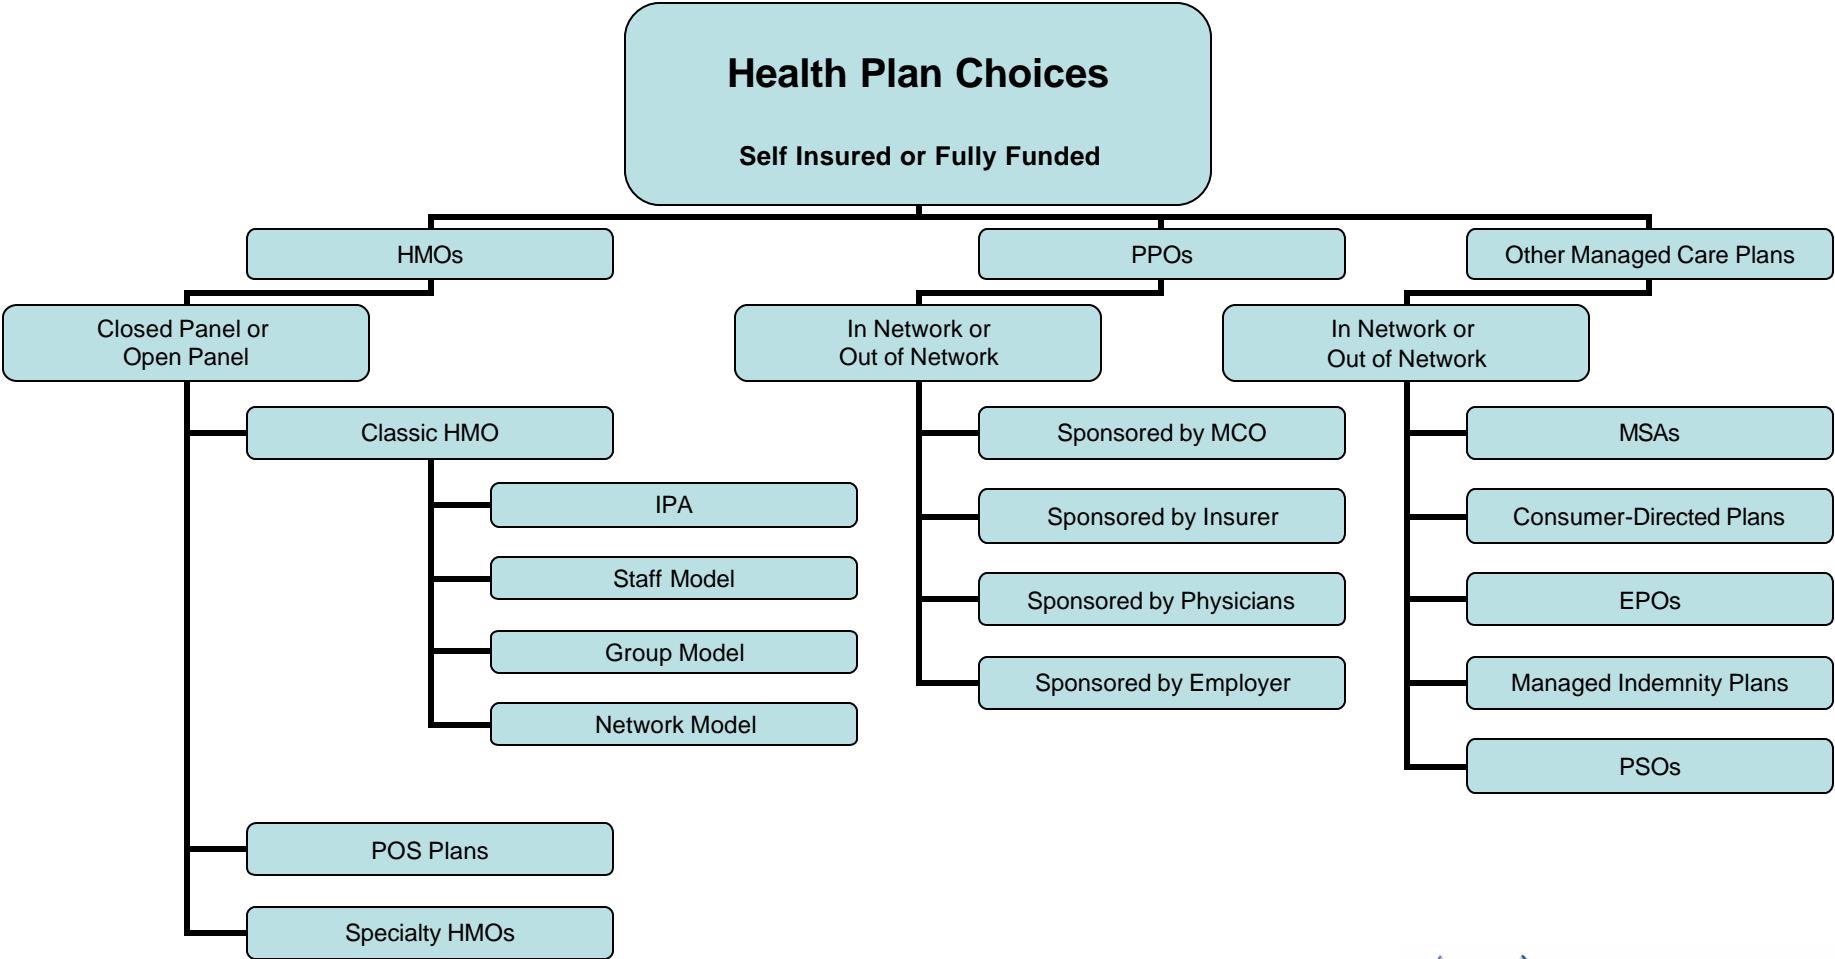 Health Plan Choices
Self Insured or Fully Funded
HMOs
PPOs
Other Managed Care Plans
Closed Panel or
Open Panel
In Network or
Out of Network
In Network or
Out of Network
Classic HMO
IPA
Staff Model
Group Model
Network Model
POS Plans
Specialty HMOs
Sponsored by MCO
Sponsored by Insurer
Sponsored by Physicians
Sponsored by Employer
MSAs
Consumer-Directed Plans
EPOs
Managed Indemnity Plans
PSOs